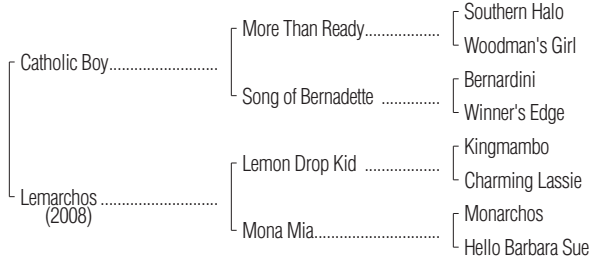 Southern Halo
More Than Ready..................
Woodman's Girl
Catholic Boy..........................
Bernardini
Song of Bernadette ..............
Winner's Edge
Kingmambo
Lemon Drop Kid ..................
Charming Lassie
Lemarchos ............................
(2008)
Monarchos
Mona Mia..............................
Hello Barbara Sue